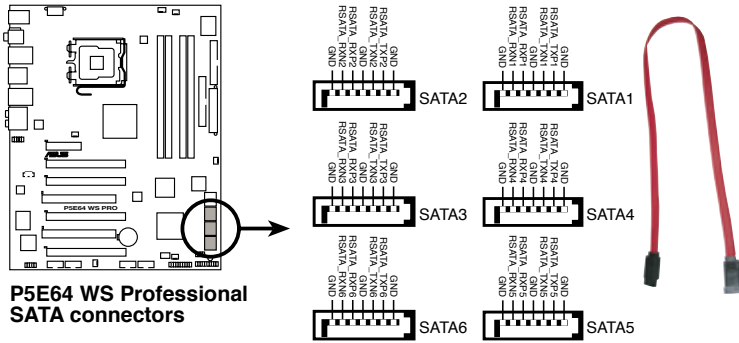 GND
RSATA_RXN2
RSATA_RXP2
GND
RSATA_TXN2
RSATA_TXP2
GND
SATA2
GND
RSATA_RXN1
RSATA_RXP1
GND
RSATA_TXN1
RSATA_TXP1
GND
SATA1
GND
RSATA_RXN3
RSATA_RXP3
GND
RSATA_TXN3
RSATA_TXP3
GND
SATA3
GND
RSATA_RXN4
RSATA_RXP4
GND
RSATA_TXN4
RSATA_TXP4
GND
SATA4
GND
RSATA_RXN6
RSATA_RXP6
GND
RSATA_TXN6
RSATA_TXP6
GND
SATA6
GND
RSATA_RXN5
RSATA_RXP5
GND
RSATA_TXN5
RSATA_TXP5
GND
SATA5
ASUS
P5E64 WS PRO
P5E64 WS Professional
SATA connectors